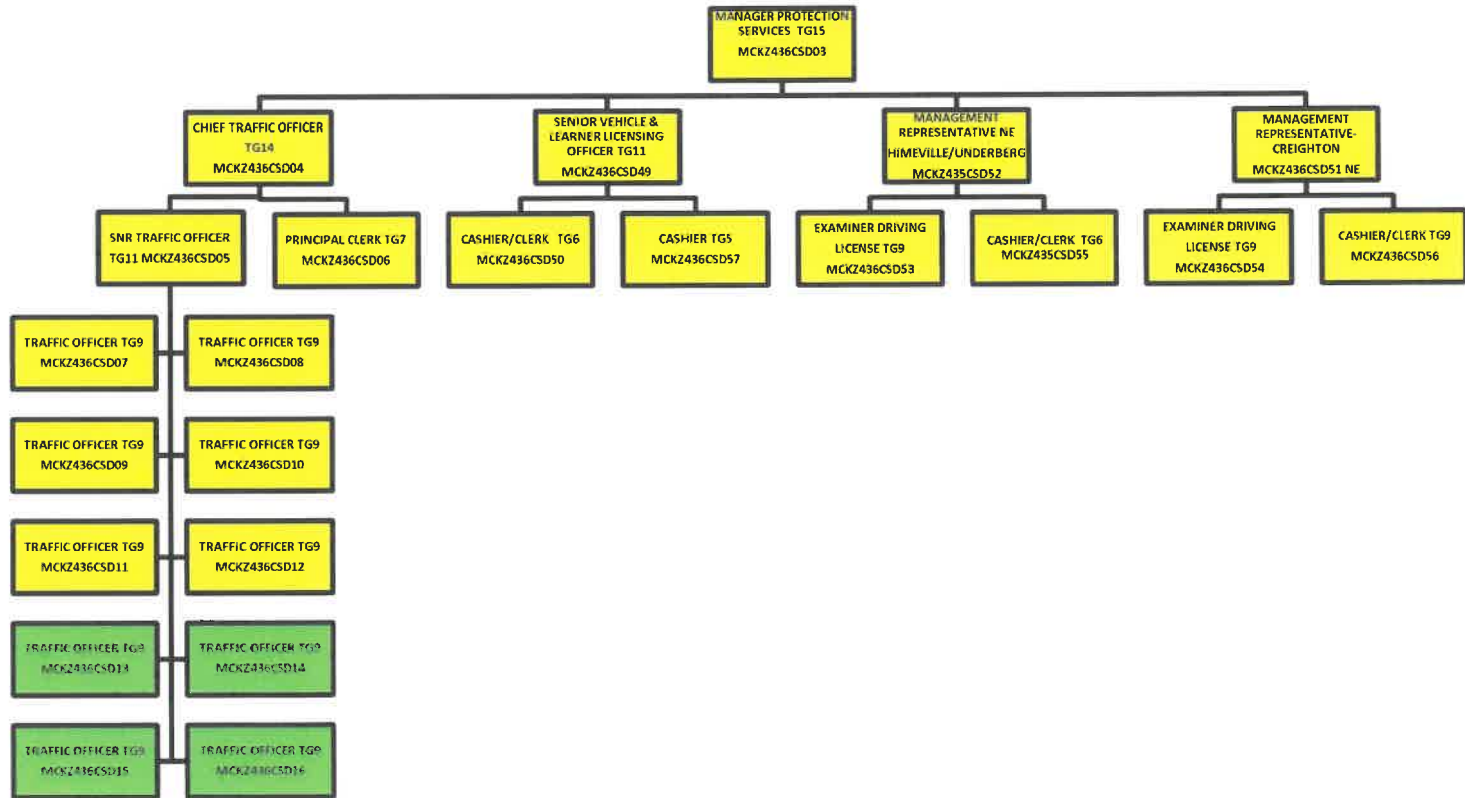 MANAGER PROTECTION
SERVICES TG15
MCKZ436CSD03
CHIEF TRAFFIC OFFICER
TG14
MCKZ436CSD04
SENIOR VEHICLE &
LEARNER LICENSING
OFFICER TG11
MCKZ436CSD49
MANAGEMENT
REPRESENTATIVE NE
HIMEVILLE/UNDERBERG
MCKZ435CSD52
MANAGEMENT
REPRESENTATIVE-
CREIGHTON
MCKZ436CSD51 NE
SNR TRAFFIC OFFICER
TG11 MCKZ436CSD05
PRINCIPAL CLERK TG7
MCKZ436CSD06
CASHIER/CLERK TG6
MCKZ436CSD50
CASHIER TG5
MCKZ436CSD57
EXAMINER DRIVING
LICENSE TG9
MCKZ436CSD53
CASHIER/CLERK TG6
MCKZ435CSD55
EXAMINER DRIVING
LICENSE TG9
MCKZ436CSD54
CASHIER/CLERK TG9
MCKZ436CSD56
TRAFFIC OFFICER TG9
MCKZ436CSD07
TRAFFIC OFFICER TG9
MCKZ436CSD08
TRAFFIC OFFICER TG9
MCKZ436CSD09
TRAFFIC OFFICER TG9
MCKZ436CSD10
TRAFFIC OFFICER TG9
MCKZ436CSD11
TRAFFIC OFFICER TG9
MCKZ436CSD12
TRAFFIC OFFICER TG9
MCKZ436CSD13
TRAFFIC OFFICER TG9
MCKZ436CSD14
TRAFFIC OFFICER TG9
MCKZ436CSD15
TRAFFIC OFFICER TG9
MCKZ436CSD16